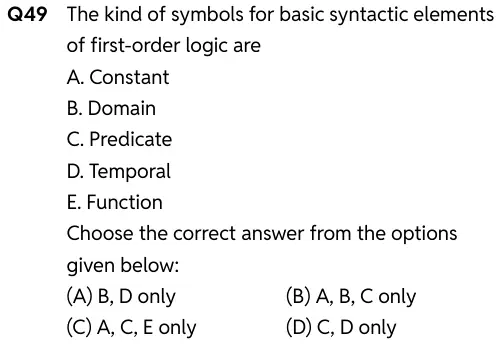 Q49 The kind of symbols for basic syntactic elements
of first-order logic are
A. Constant
B. Domain
C. Predicate
D. Temporal
E. Function
Choose the correct answer from the options
given below:
(A) B, D only (B) A, B, C only
(C) A, C, E only (D) C, D only